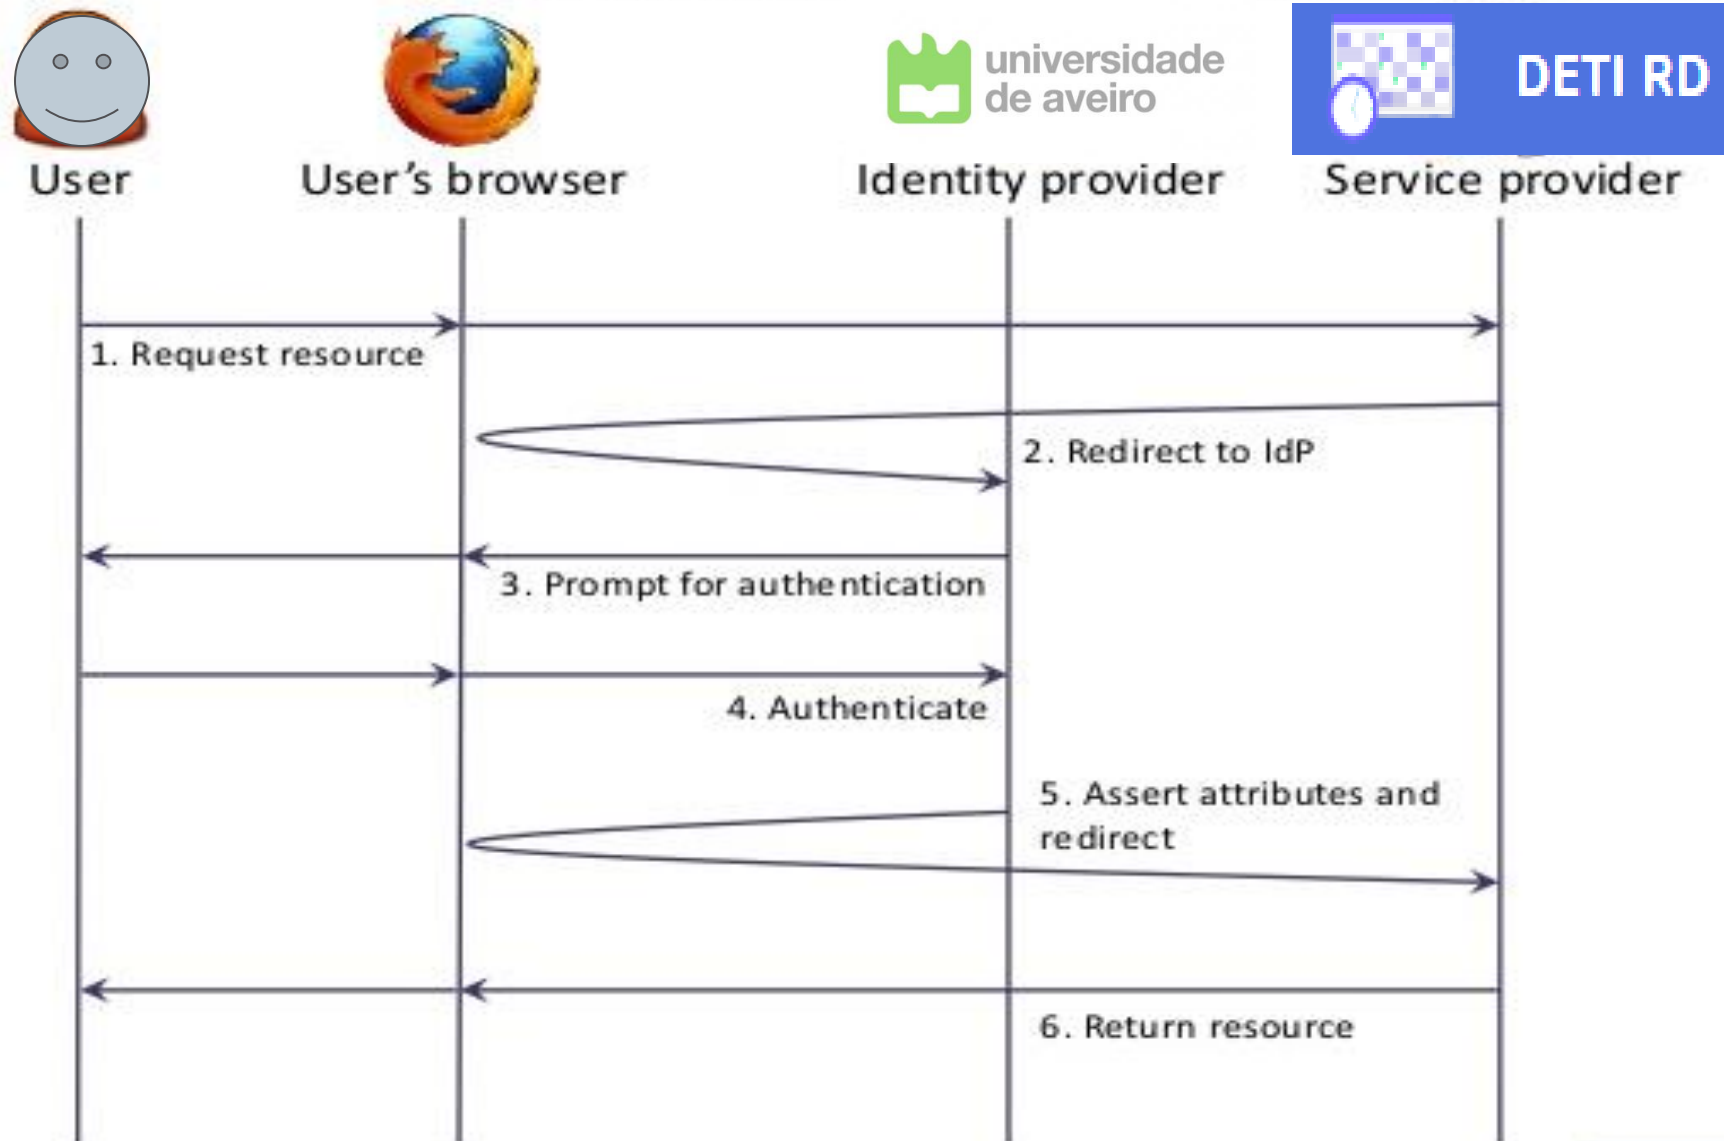 universidade
de aveiro
DETI RD
User
User's browser
Identity provider
Service provider
1. Request resource
2. Redirect to IdP
3. Prompt for authentication
4. Authenticate
5. Assert attributes and
redirect
6. Return resource